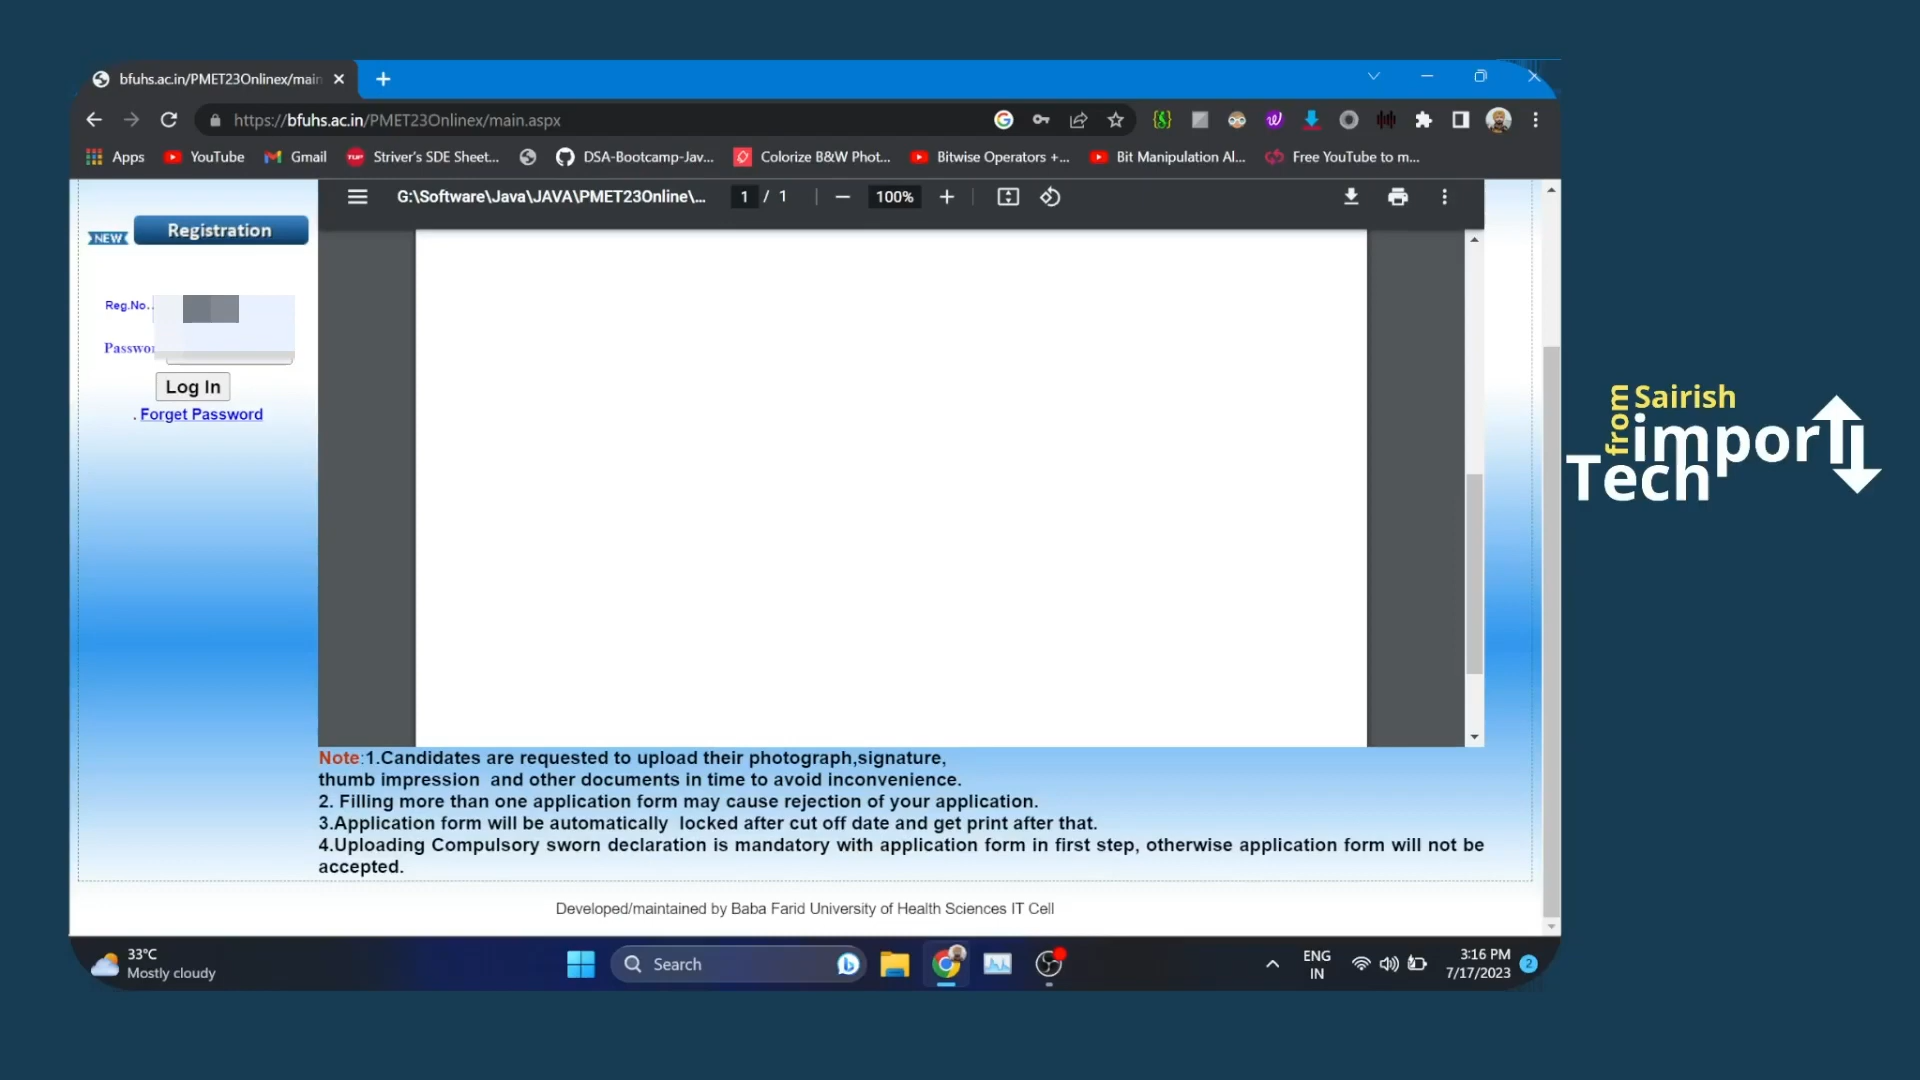 bfuhs.ac.in/PMET23Onlinex/main
https://bfuhs.ac.in/PMET23Onlinex/main.aspx
Apps YouTube Gmail Striver's SDE Sheet... DSA-Bootcamp-Jav... Colorize B&W Phot... Bitwise Operators +... Bit Manipulation Al... Free YouTube to m...
G:\Software\Java\JAVA\PMET23Online\... 1 / 1 100%
NEW Registration
Reg.No..
Passwor
Log In
. Forget Password
Note:1.Candidates are requested to upload their photograph,signature,
thumb impression and other documents in time to avoid inconvenience.
2. Filling more than one application form may cause rejection of your application.
3.Application form will be automatically locked after cut off date and get print after that.
4.Uploading Compulsory sworn declaration is mandatory with application form in first step, otherwise application form will not be
accepted.
Developed/maintained by Baba Farid University of Health Sciences IT Cell
33°C
Mostly cloudy
Search
ENG
IN
3:16 PM
7/17/2023
2
from Sairish
import
Tech